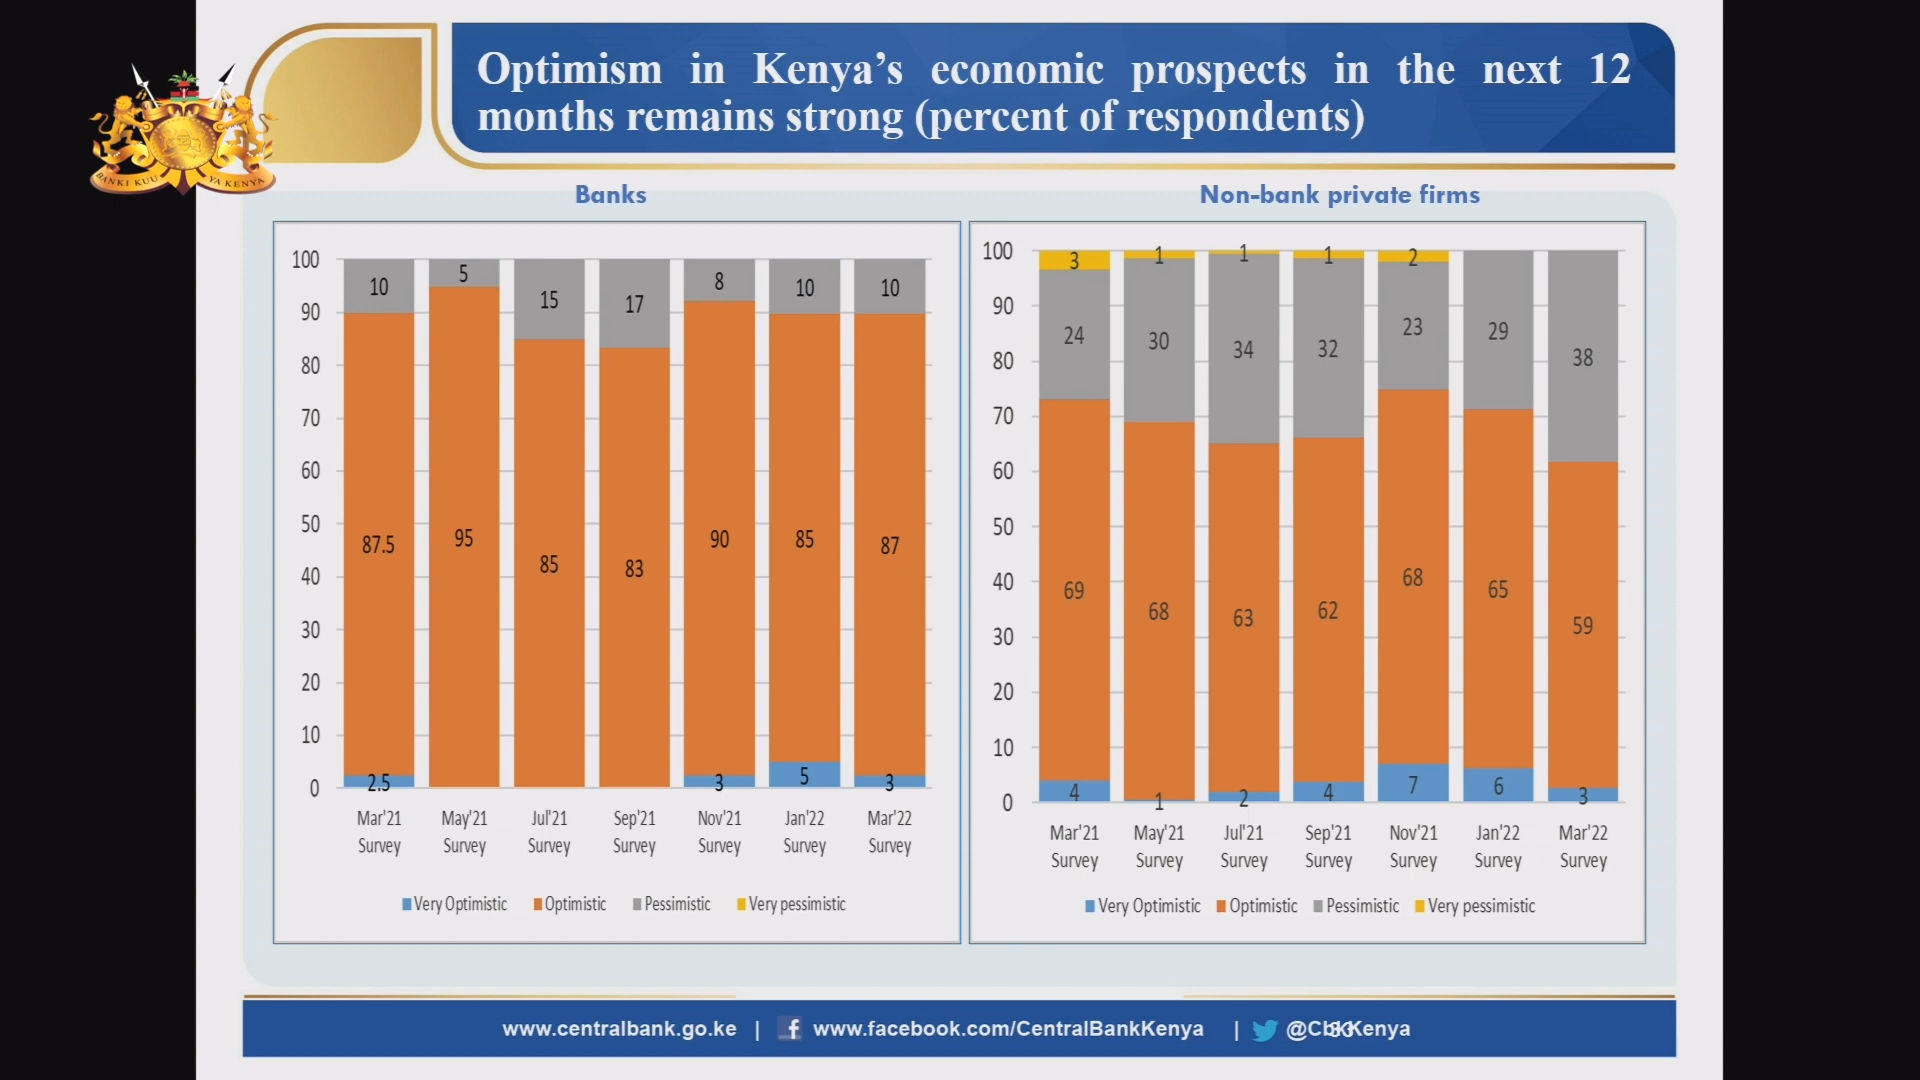 Optimism in Kenya's economic prospects in the next 12
months remains strong (percent of respondents)
BANKI KUU YA KENYA
Banks
100
90
80
70
60
50
40
30
20
10
0
10 5 15 17 8 10 10
87.5 95 85 83 90 85 87
2.5 3 5 3
Mar'21 May'21 Jul'21 Sep'21 Nov'21 Jan'22 Mar'22
Survey Survey Survey Survey Survey Survey Survey
Very Optimistic Optimistic Pessimistic Very pessimistic
Non-bank private firms
100
90
80
70
60
50
40
30
20
10
0
3 1 1 1 2
24 30 34 32 23 29 38
69 68 63 62 68 65 59
4 1 2 4 7 6 3
Mar'21 May'21 Jul'21 Sep'21 Nov'21 Jan'22 Mar'22
Survey Survey Survey Survey Survey Survey Survey
Very Optimistic Optimistic Pessimistic Very pessimistic
www.centralbank.go.ke | f www.facebook.com/CentralBankKenya | @CbkKenya